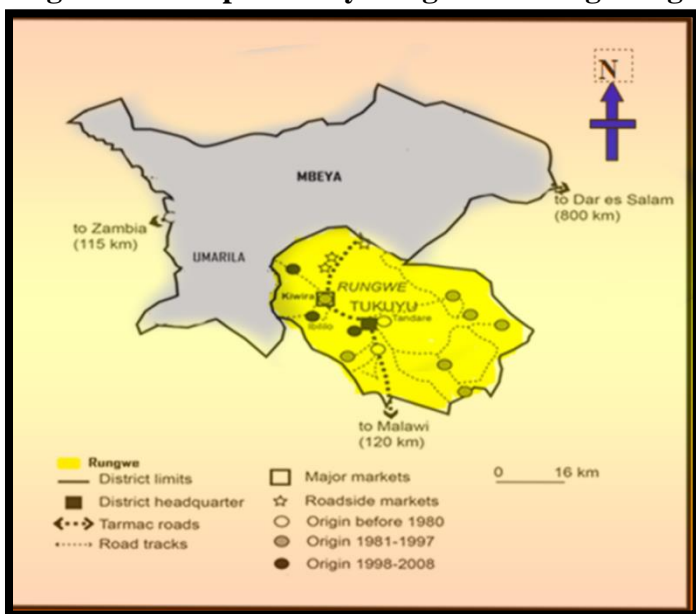 N
MBEYA
to Dar es Salam
(800 km)
to Zambia
(115 km)
UMARILA
RUNGWE
Kiwira
TUKUYU
Tandare
Ibililo
to Malawi
(120 km)
Rungwe
District limits
District headquarter
Tarmac roads
Road tracks
Major markets
Roadside markets
Origin before 1980
Origin 1981-1997
Origin 1998-2008
0 16 km